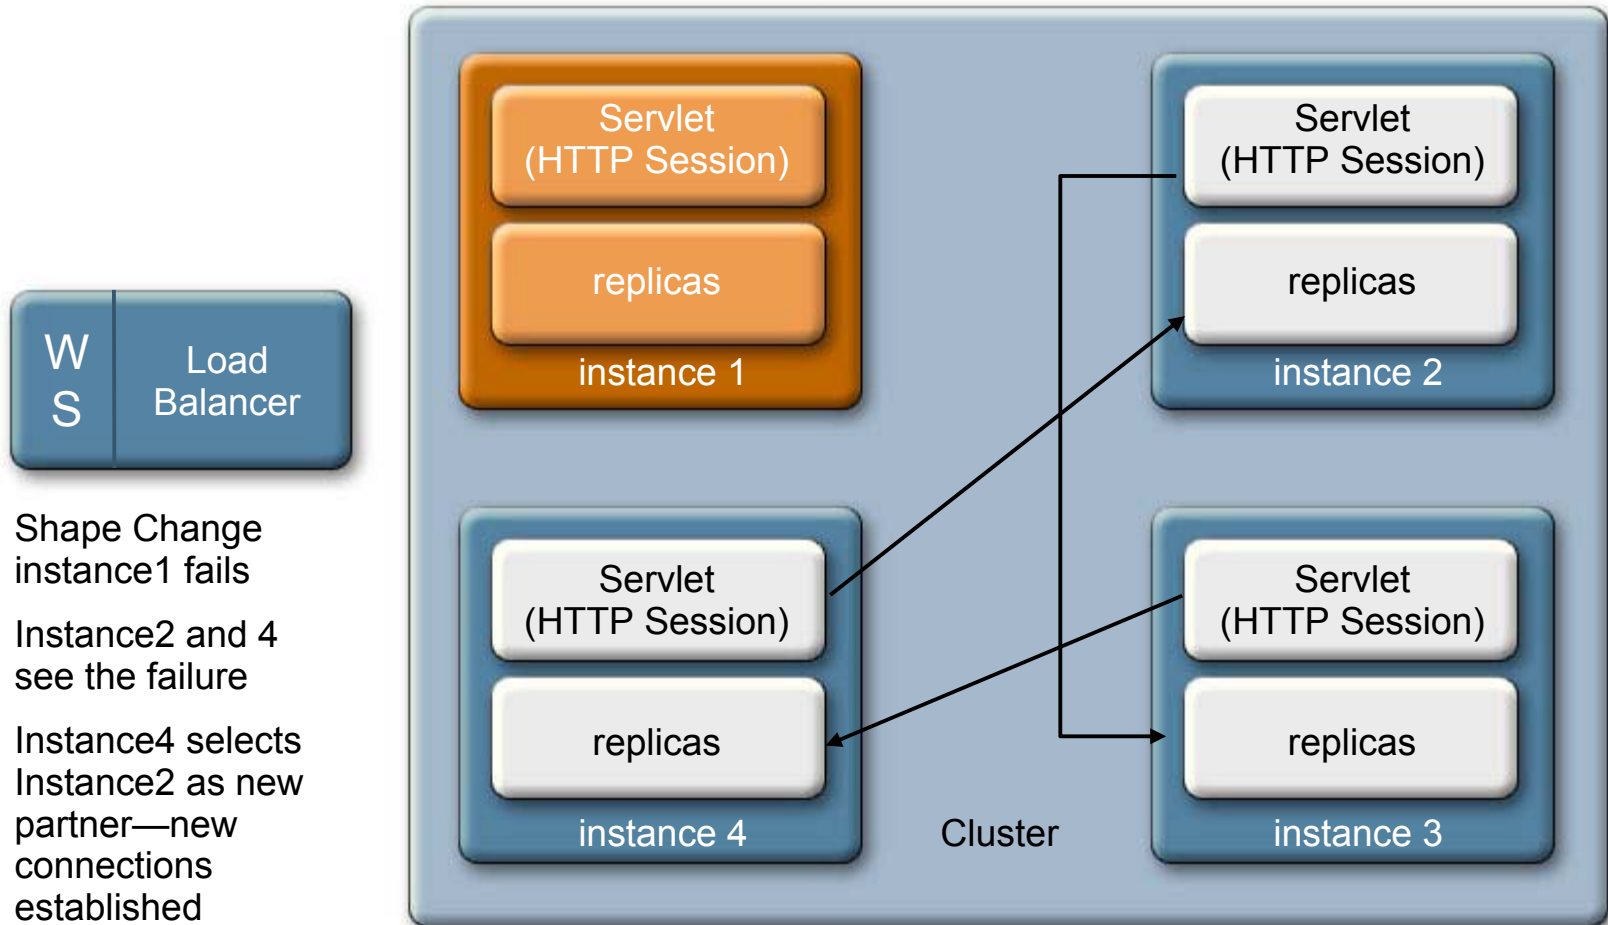 Servlet
(HTTP Session)
replicas
instance 1
Servlet
(HTTP Session)
replicas
instance 2
W
S
Load
Balancer
Shape Change
instance1 fails
Instance2 and 4
see the failure
Instance4 selects
Instance2 as new
partner—new
connections
established
Servlet
(HTTP Session)
replicas
instance 4
Cluster
Servlet
(HTTP Session)
replicas
instance 3